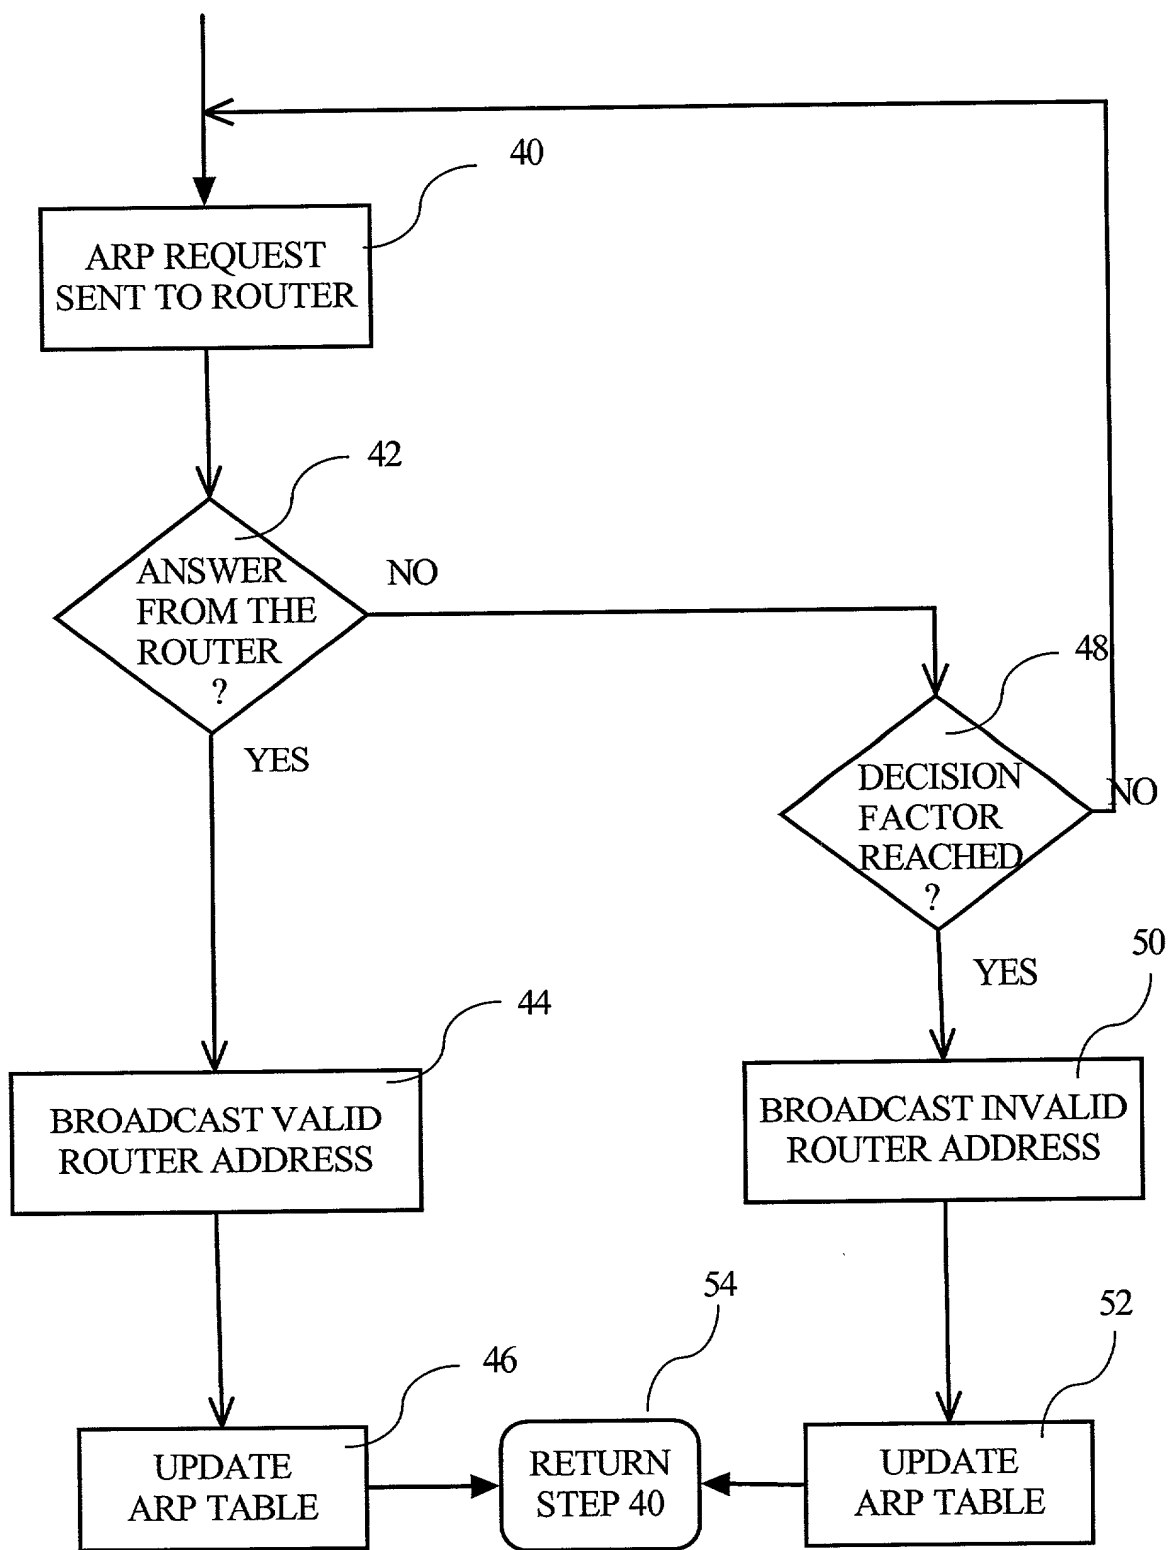 40
ARP REQUEST
SENT TO ROUTER
42
ANSWER
FROM THE
ROUTER
?
NO
YES
48
DECISION
FACTOR
REACHED
?
NO
YES
50
44
BROADCAST VALID
ROUTER ADDRESS
BROADCAST INVALID
ROUTER ADDRESS
54
52
46
UPDATE
ARP TABLE
RETURN
STEP 40
UPDATE
ARP TABLE